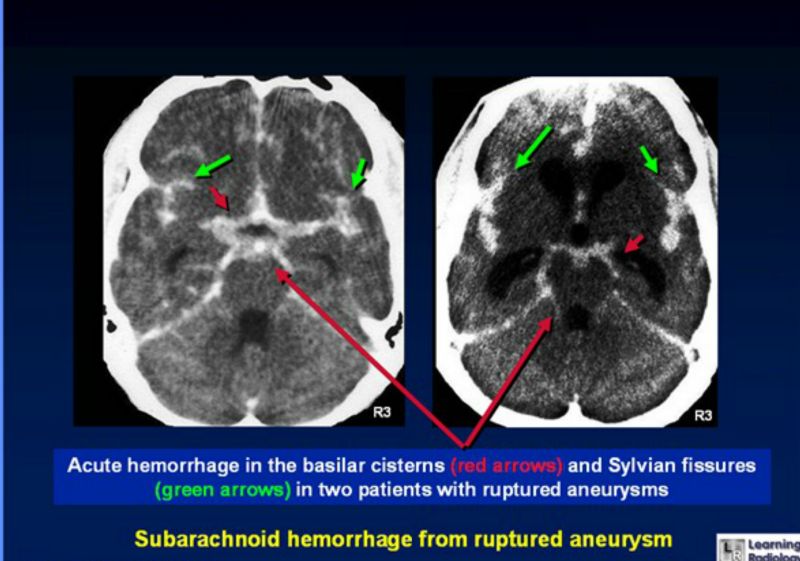 R3
R3
Acute hemorrhage in the basilar cisterns (red arrows) and Sylvian fissures
(green arrows) in two patients with ruptured aneurysms
Subarachnoid hemorrhage from ruptured aneurysm
LR
Learning
Radiology